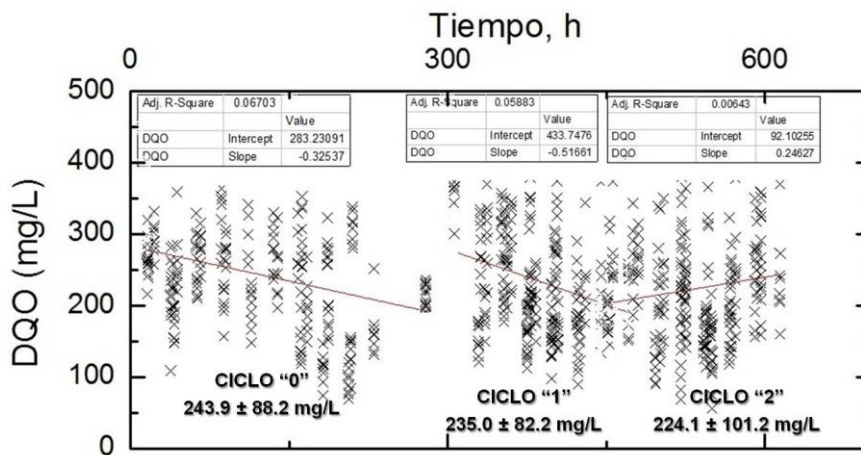 Tiempo, h
0 300 600
500
400
300
200
100
0
DQO (mg/L)
Adj. R-Square 0.06703
Value
DQO Intercept 283.23091
DQO Slope -0.32537
Adj. R-Square 0.05883
Value
DQO Intercept 433.7476
DQO Slope -0.51661
Adj. R-Square 0.00643
Value
DQO Intercept 92.10255
DQO Slope 0.24627
CICLO “0”
243.9 ± 88.2 mg/L
CICLO “1”
235.0 ± 82.2 mg/L
CICLO “2”
224.1 ± 101.2 mg/L